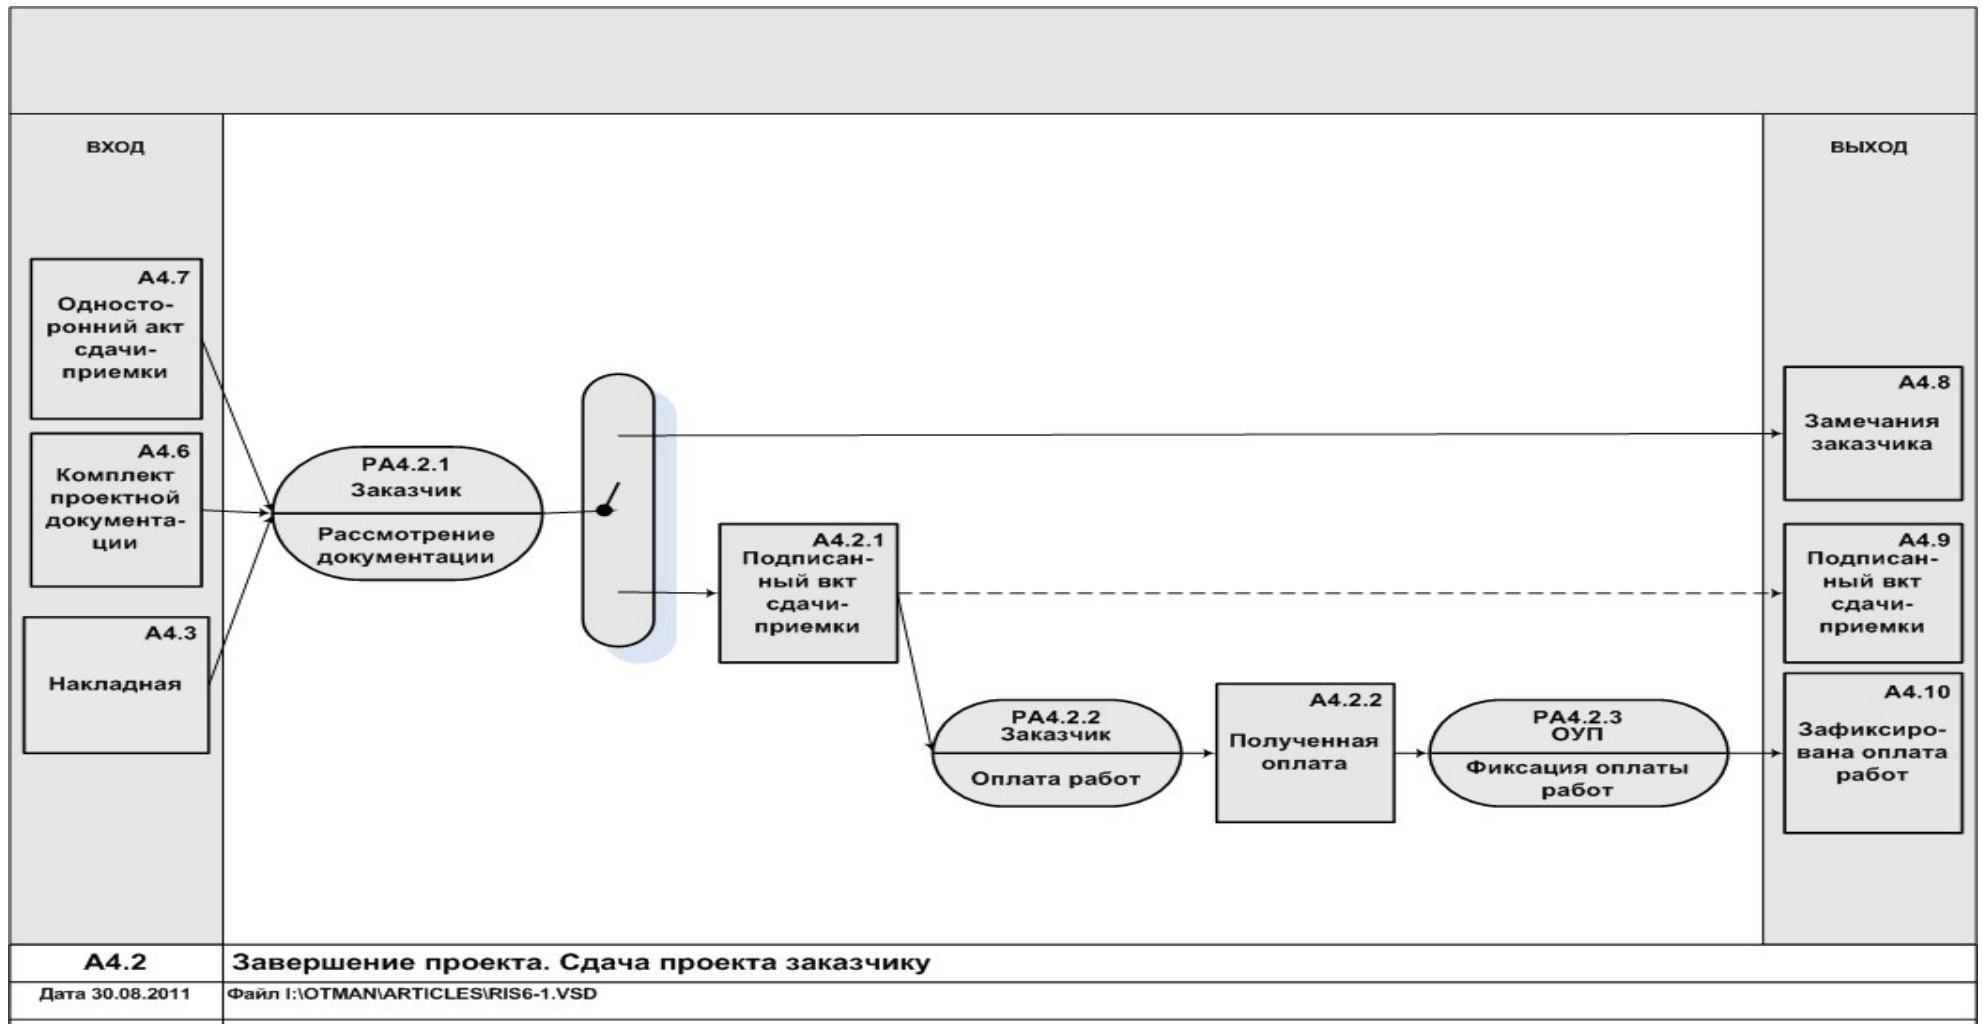 ВХОД
ВЫХОД
А4.7
Односто-
ронний акт
сдачи-
приемки
А4.6
Комплект
проектной
документа-
ции
А4.3
Накладная
РА4.2.1
Заказчик
Рассмотрение
документации
А4.2.1
Подписан-
ный вкт
сдачи-
приемки
РА4.2.2
Заказчик
Оплата работ
А4.2.2
Полученная
оплата
РА4.2.3
ОУП
Фиксация оплаты
работ
А4.8
Замечания
заказчика
А4.9
Подписан-
ный вкт
сдачи-
приемки
А4.10
Зафиксиро-
вана оплата
работ
А4.2
Завершение проекта. Сдача проекта заказчику
Дата 30.08.2011
Файл I:\OTMAN\ARTICLES\RIS6-1.VSD